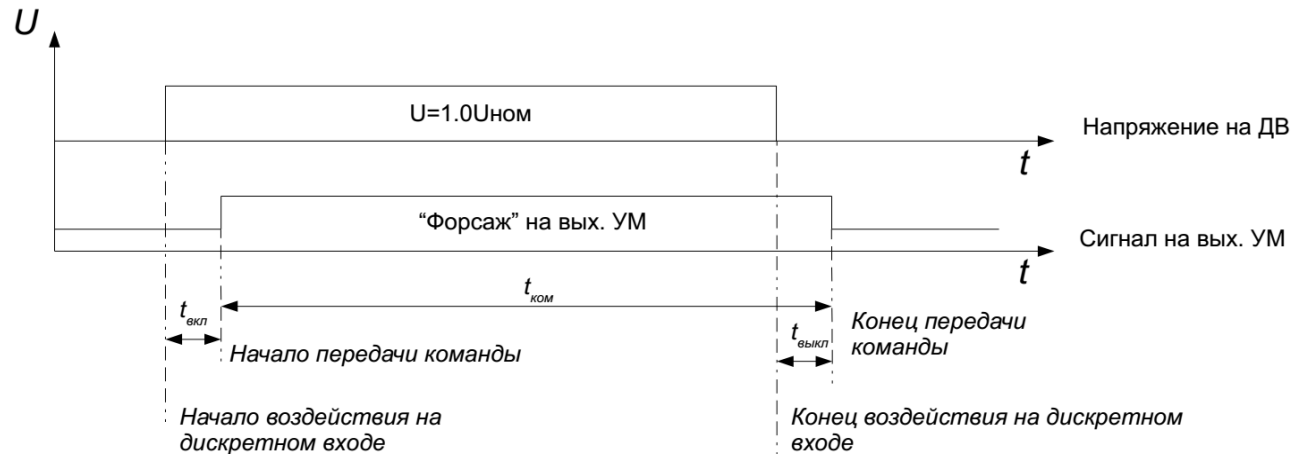 U
U=1.0Uном
Напряжение на ДВ
t
“Форсаж” на вых. УМ
Сигнал на вых. УМ
t
tком
tвкл
Начало передачи команды
tвыкл
Конец передачи
команды
Начало воздействия на
дискретном входе
Конец воздействия на дискретном
входе